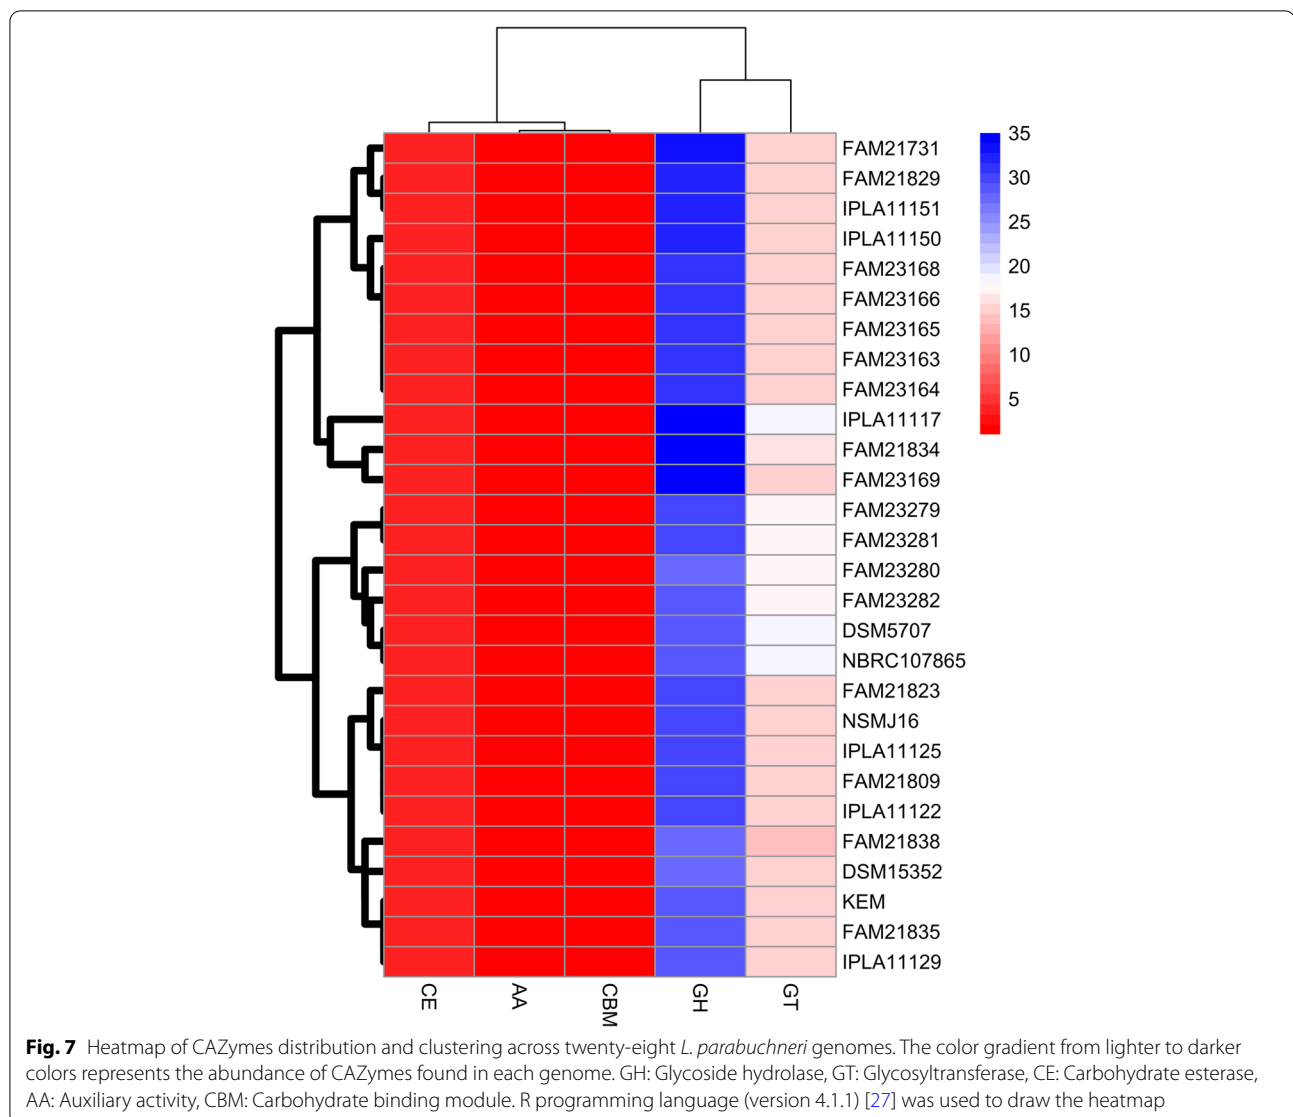 35
30
25
20
15
10
5
FAM21731
FAM21829
IPLA11151
IPLA11150
FAM23168
FAM23166
FAM23165
FAM23163
FAM23164
IPLA11117
FAM21834
FAM23169
FAM23279
FAM23281
FAM23280
FAM23282
DSM5707
NBRC107865
FAM21823
NSMJ16
IPLA11125
FAM21809
IPLA11122
FAM21838
DSM15352
KEM
FAM21835
IPLA11129
CE
AA
CBM
GH
GT
Fig. 7 Heatmap of CAZymes distribution and clustering across twenty-eight L. parabuchneri genomes. The color gradient from lighter to darker
colors represents the abundance of CAZymes found in each genome. GH: Glycoside hydrolase, GT: Glycosyltransferase, CE: Carbohydrate esterase,
AA: Auxiliary activity, CBM: Carbohydrate binding module. R programming language (version 4.1.1) [27] was used to draw the heatmap